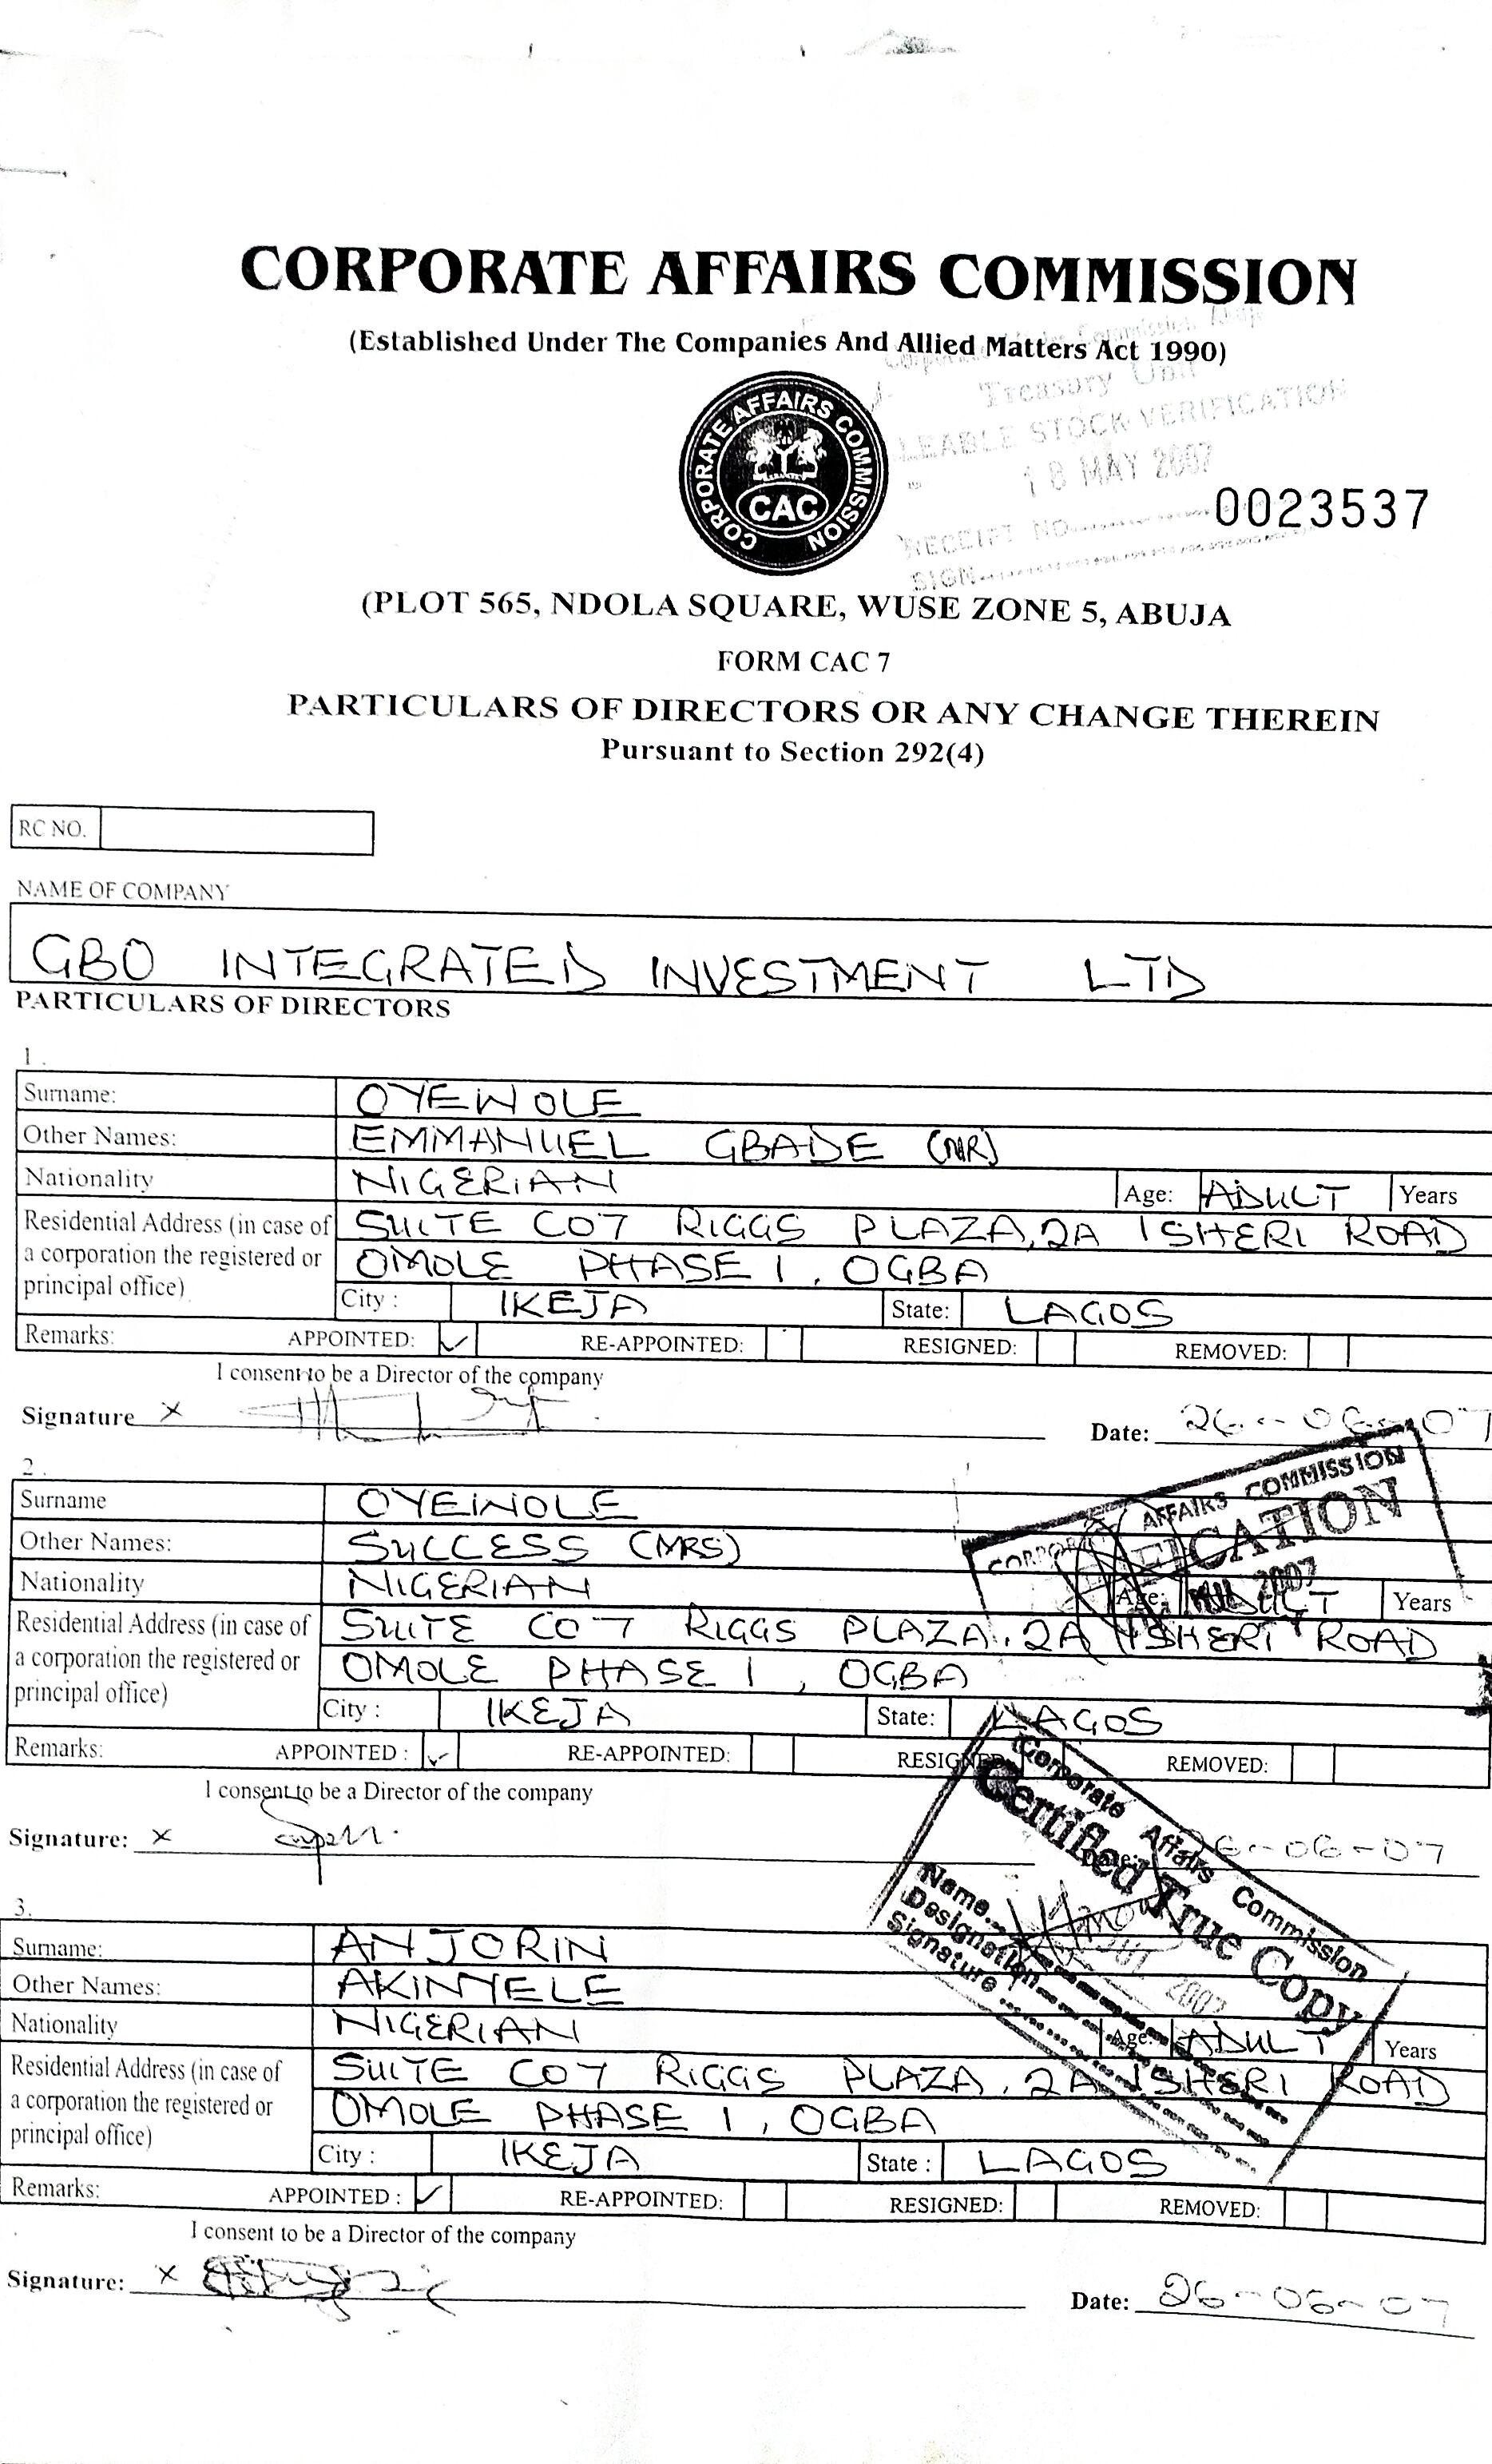 CORPORATE AFFAIRS COMMISSION
(Established Under The Companies And Allied Matters Act 1990)
Treasury Unit
LEABLE STOCK VERIFICATION
18 MAY 2007
RECEIPT NO
SIGN
CORPORATE AFFAIRS COMMISSION
CAC
0023537
(PLOT 565, NDOLA SQUARE, WUSE ZONE 5, ABUJA
FORM CAC 7
PARTICULARS OF DIRECTORS OR ANY CHANGE THEREIN
Pursuant to Section 292(4)
RC NO.
NAME OF COMPANY
GBO INTEGRATED INVESTMENT LTD
PARTICULARS OF DIRECTORS
1.
Surname: OYEWOLE
Other Names: EMMANUEL GBADE (MR)
Nationality NIGERIAN Age: ADULT Years
Residential Address (in case of SUITE C07 RIGGS PLAZA, 2A ISHERI ROAD
a corporation the registered or OMOLE PHASE 1, OGBA
principal office) City : IKEJA State: LAGOS
Remarks: APPOINTED: ✓ RE-APPOINTED: RESIGNED: REMOVED:
I consent to be a Director of the company
Signature x Date: 26-06-07
2.
CORPORATE AFFAIRS COMMISSION
Surname OYEWOLE
Other Names: SUCCESS (MRS)
Nationality NIGERIAN Age: ADULT Years
2007
Residential Address (in case of SUITE C07 RIGGS PLAZA, 2A ISHERI ROAD
a corporation the registered or OMOLE PHASE 1, OGBA
principal office) City : IKEJA State: LAGOS
Remarks: APPOINTED : ✓ RE-APPOINTED: RESIGNED: REMOVED:
I consent to be a Director of the company
Signature: x Date: 26-06-07
Corporate Affairs Commission
Certified True Copy
Name
Designation
Signature
2007
3.
Surname: ANJORIN
Other Names: AKINYELE
Nationality NIGERIAN Age: ADULT Years
Residential Address (in case of SUITE C07 RIGGS PLAZA, 2A ISHERI ROAD
a corporation the registered or OMOLE PHASE 1, OGBA
principal office) City : IKEJA State : LAGOS
Remarks: APPOINTED : ✓ RE-APPOINTED: RESIGNED: REMOVED:
I consent to be a Director of the company
Signature: x Date: 26-06-07